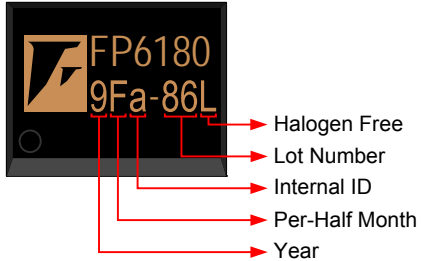 FP6180
9Fa-86L
Halogen Free
Lot Number
Internal ID
Per-Half Month
Year